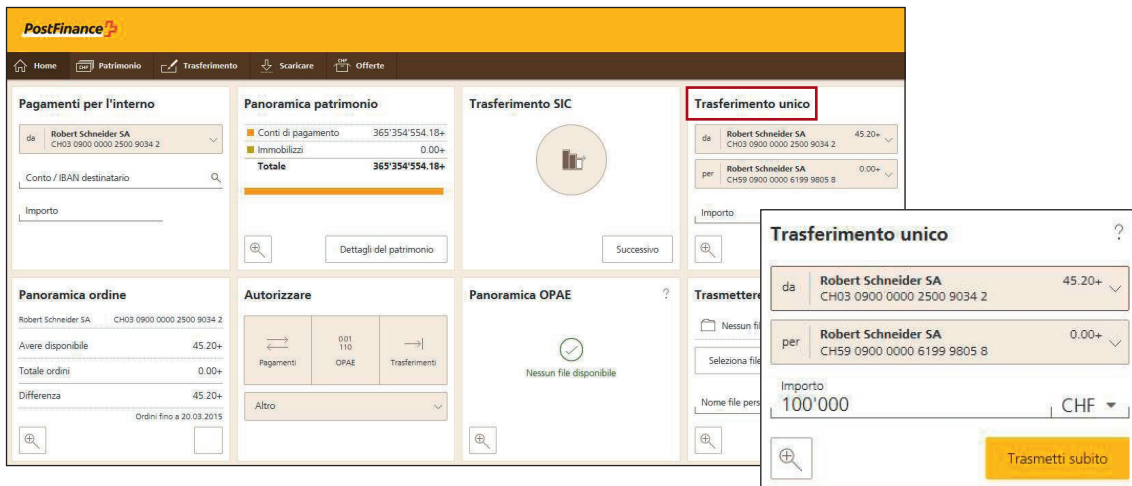 PostFinance
Home
Patrimonio
Trasferimento
Scaricare
Offerte
Pagamenti per l'interno
da Robert Schneider SA
CH03 0900 0000 2500 9034 2
Conto / IBAN destinatario
Importo
Panoramica patrimonio
Conti di pagamento 365'354'554.18+
Immobilizzi 0.00+
Totale 365'354'554.18+
Dettagli del patrimonio
Trasferimento SIC
Successivo
Trasferimento unico
da Robert Schneider SA 45.20+
CH03 0900 0000 2500 9034 2
per Robert Schneider SA 0.00+
CH59 0900 0000 6199 9805 8
Importo
Panoramica ordine
Robert Schneider SA CH03 0900 0000 2500 9034 2
Avere disponibile 45.20+
Totale ordini 0.00+
Differenza 45.20+
Ordini fino a 20.03.2015
Autorizzare
Pagamenti
001
110
OPAE
Trasferimenti
Altro
Panoramica OPAE ?
Nessun file disponibile
Trasmettere
Nessun fi
Seleziona file
Nome file pers
Trasferimento unico ?
da Robert Schneider SA 45.20+
CH03 0900 0000 2500 9034 2
per Robert Schneider SA 0.00+
CH59 0900 0000 6199 9805 8
Importo
100'000 CHF
Trasmetti subito